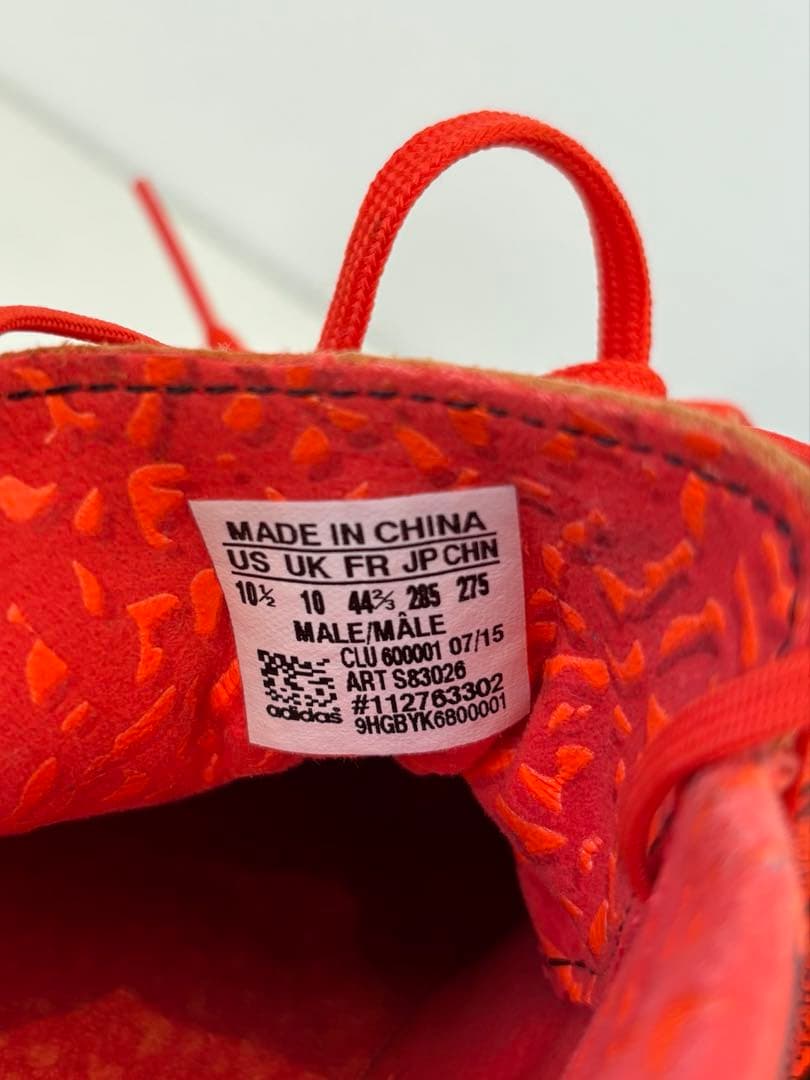 MADE IN CHINA
US UK FR JP CHN
10½ 10 44⅔ 285 275
MALE/MÂLE
CLU 600001 07/15
ART S83026
#112763302
adidas 9HGBYK6800001